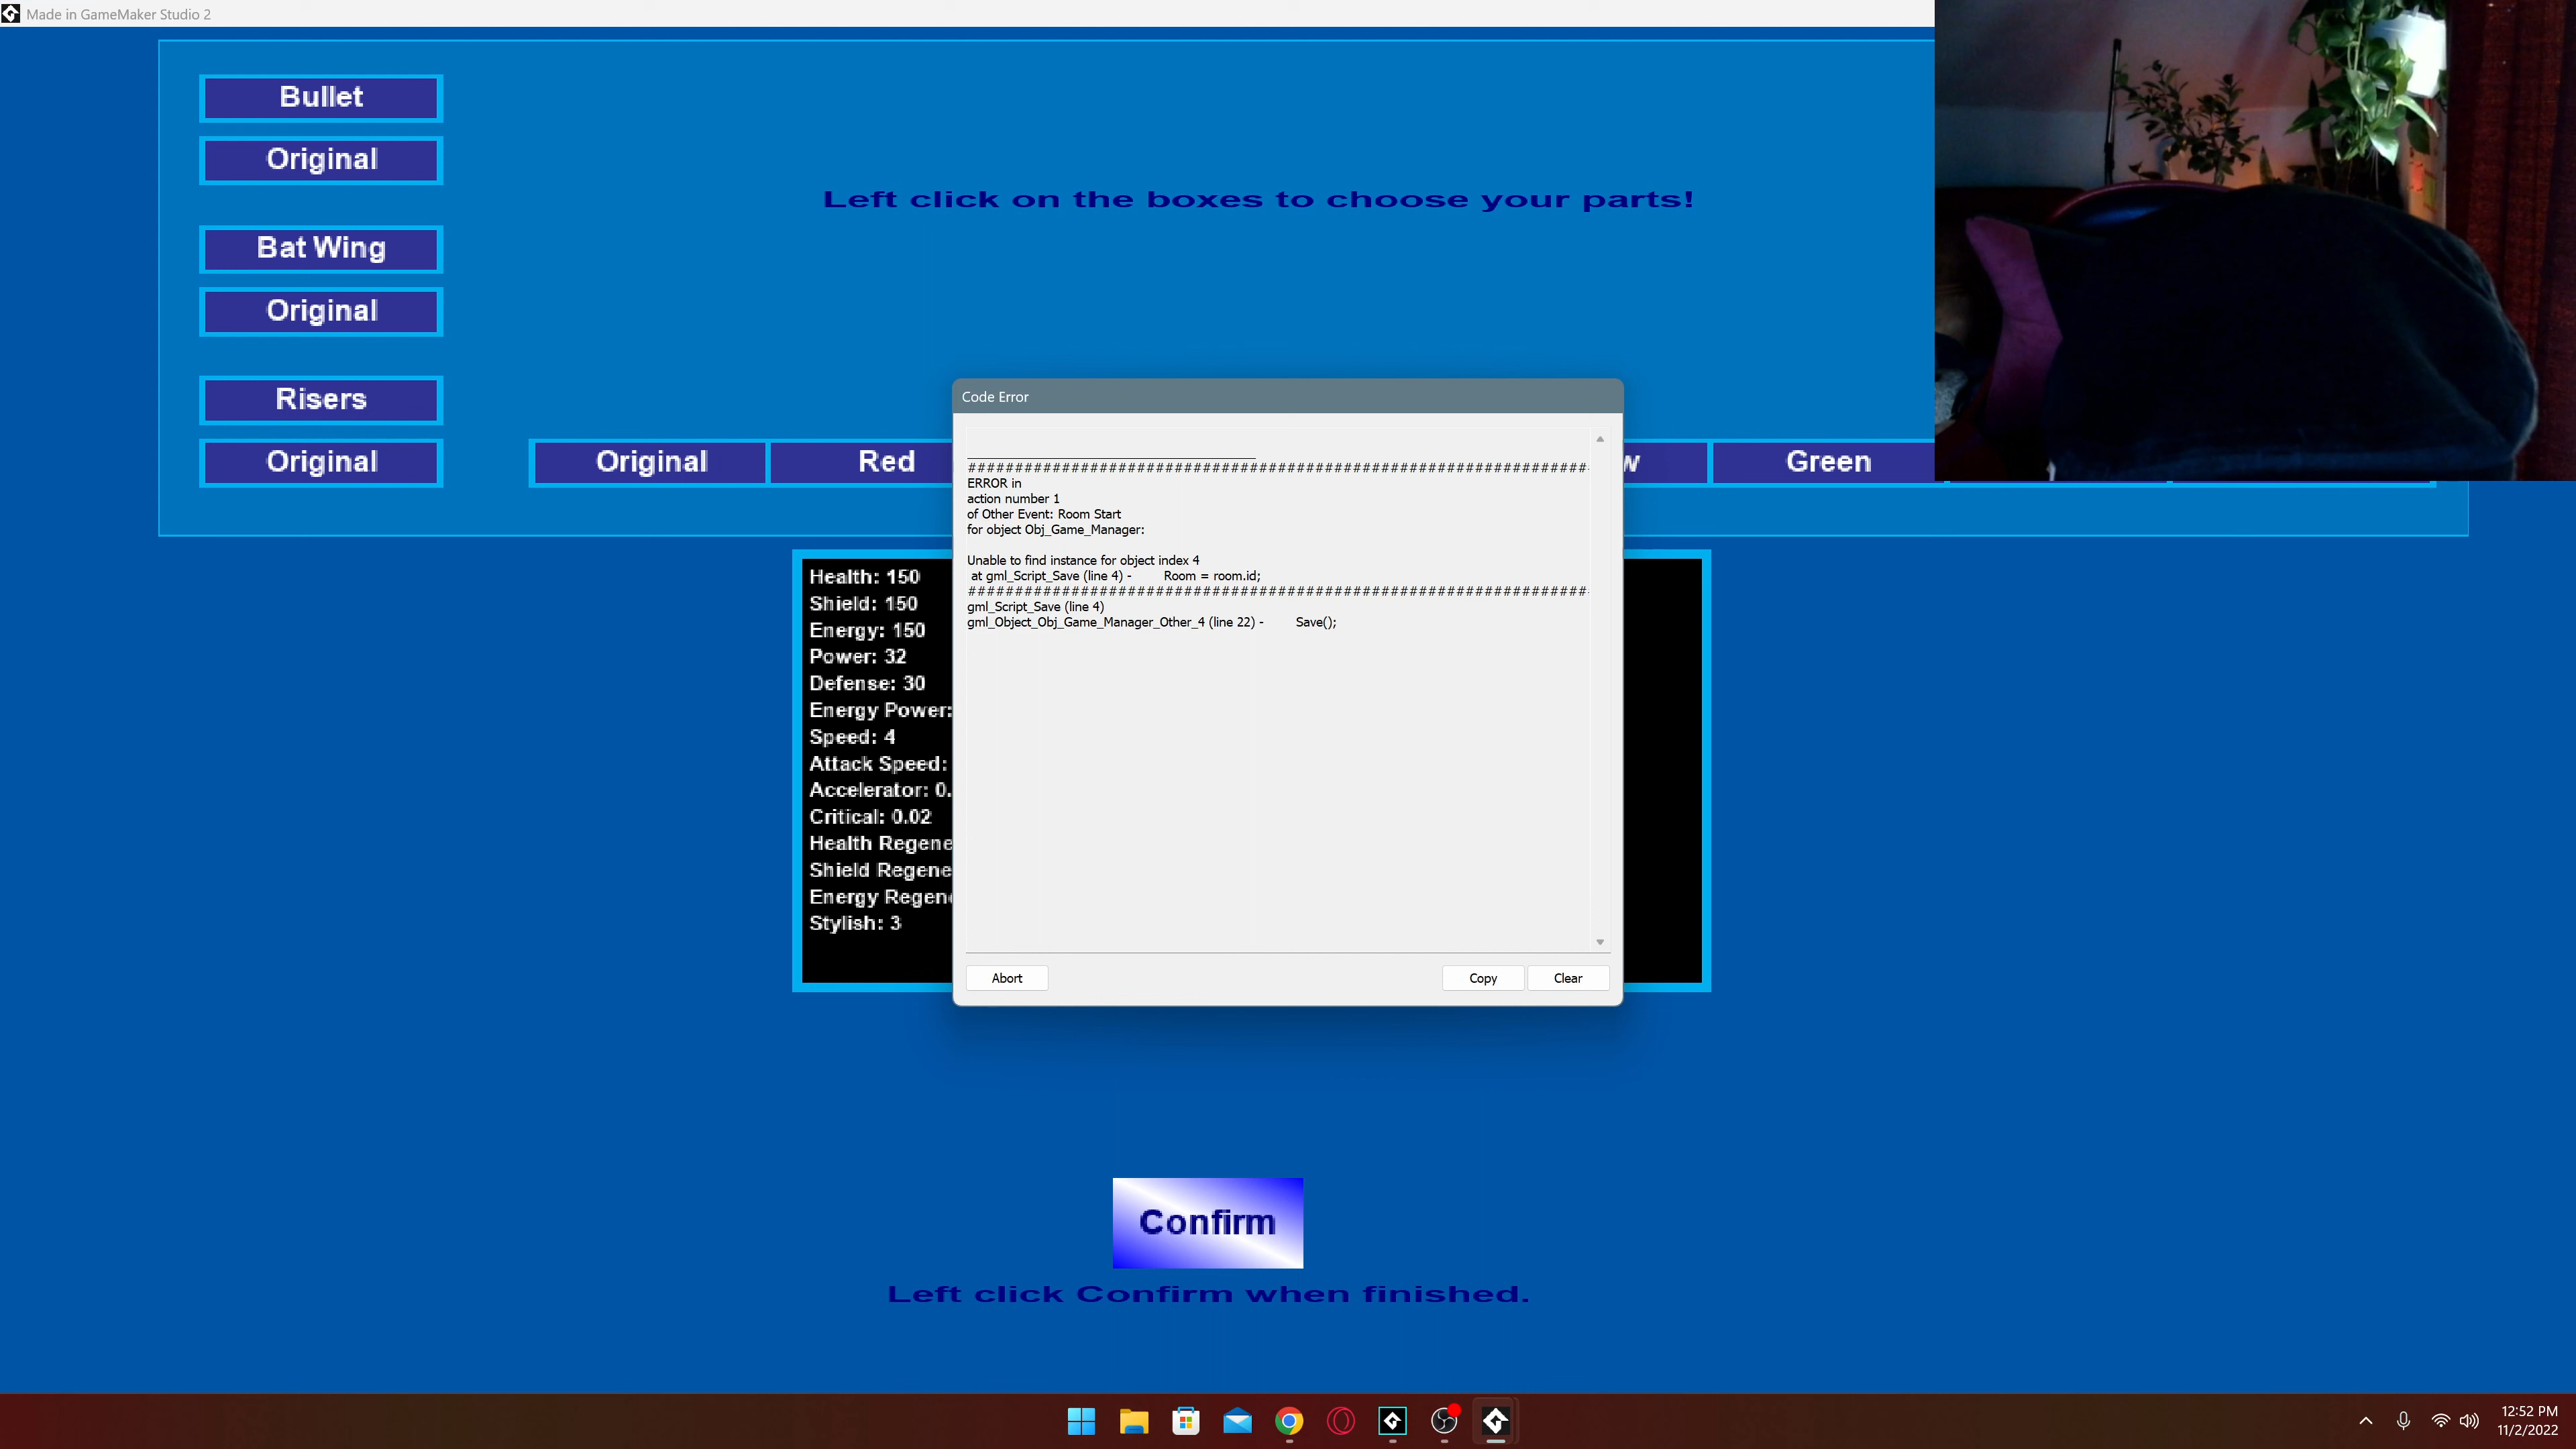 Made in GameMaker Studio 2
Bullet
Original
Left click on the boxes to choose your parts!
Bat Wing
Original
Risers
Original
Original
Red
w
Green
Code Error
################################################################
ERROR in
action number 1
of Other Event: Room Start
for object Obj_Game_Manager:
Unable to find instance for object index 4
at gml_Script_Save (line 4) - Room = room.id;
################################################################
gml_Script_Save (line 4)
gml_Object_Obj_Game_Manager_Other_4 (line 22) - Save();
Abort
Copy
Clear
Health: 150
Shield: 150
Energy: 150
Power: 32
Defense: 30
Energy Power:
Speed: 4
Attack Speed:
Accelerator: 0.
Critical: 0.02
Health Regene
Shield Regene
Energy Regen
Stylish: 3
Confirm
Left click Confirm when finished.
12:52 PM
11/2/2022